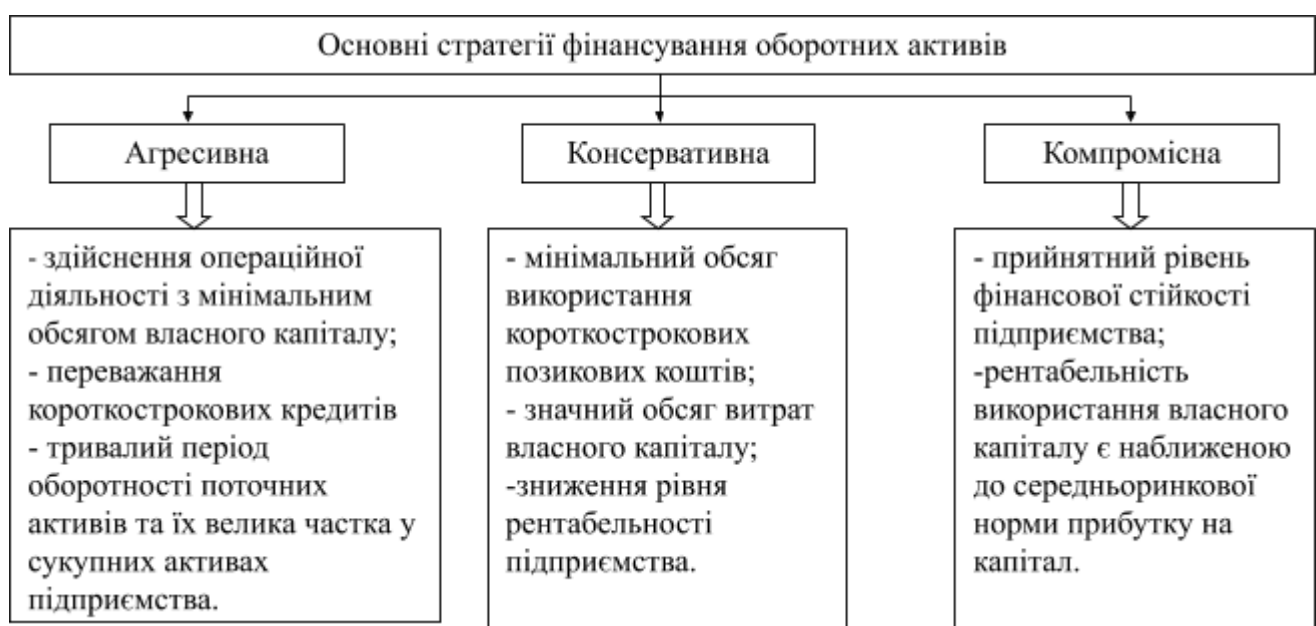 Основні стратегії фінансування оборотних активів
Агресивна
Консервативна
Компромісна
- здійснення операційної
діяльності з мінімальним
обсягом власного капіталу;
- переважання
короткострокових кредитів
- тривалий період
оборотності поточних
активів та їх велика частка у
сукупних активах
підприємства.
- мінімальний обсяг
використання
короткострокових
позикових коштів;
- значний обсяг витрат
власного капіталу;
-зниження рівня
рентабельності
підприємства.
- прийнятний рівень
фінансової стійкості
підприємства;
-рентабельність
використання власного
капіталу є наближеною
до середньоринкової
норми прибутку на
капітал.